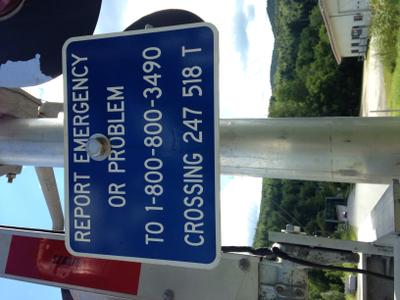 REPORT EMERGENCY
OR PROBLEM
TO 1-800-800-3490
CROSSING 247 518 T